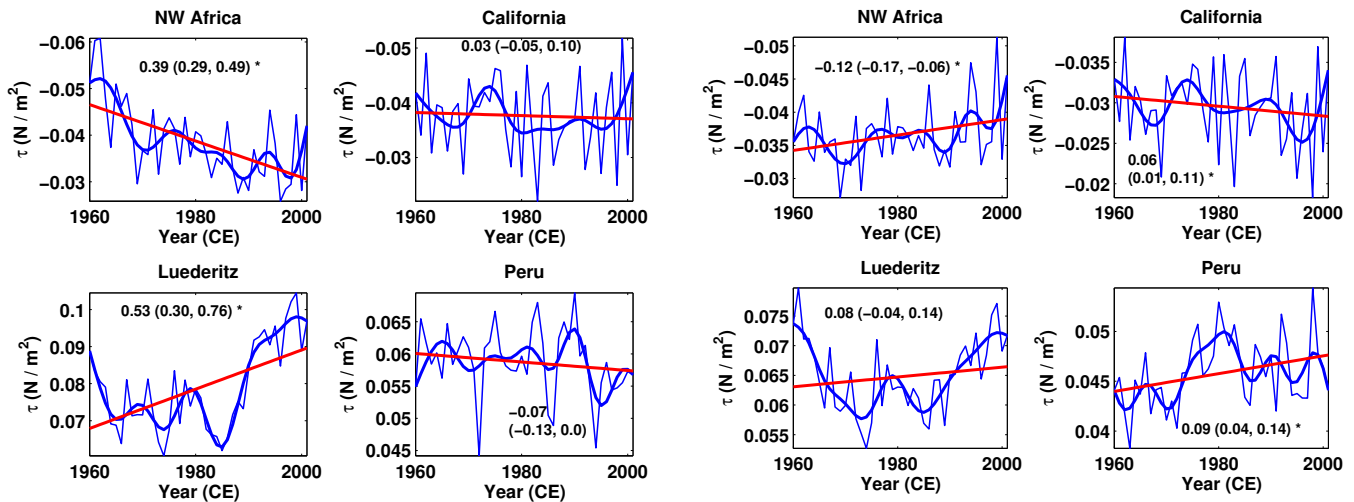 NW Africa
τ (N / m²)
−0.06
−0.05
−0.04
−0.03
0.39 (0.29, 0.49) *
1960
1980
2000
Year (CE)
California
−0.05
−0.04
−0.03
0.03 (−0.05, 0.10)
1960
1980
2000
Year (CE)
NW Africa
τ (N / m²)
−0.05
−0.045
−0.04
−0.035
−0.03
−0.12 (−0.17, −0.06) *
1960
1980
2000
Year (CE)
California
−0.035
−0.03
−0.025
−0.02
0.06
(0.01, 0.11) *
1960
1980
2000
Year (CE)
Luederitz
τ (N / m²)
0.1
0.09
0.08
0.07
0.53 (0.30, 0.76) *
1960
1980
2000
Year (CE)
Peru
τ (N / m²)
0.065
0.06
0.055
0.05
0.045
−0.07
(−0.13, 0.0)
1960
1980
2000
Year (CE)
Luederitz
τ (N / m²)
0.075
0.07
0.065
0.06
0.055
0.08 (−0.04, 0.14)
1960
1980
2000
Year (CE)
Peru
τ (N / m²)
0.055
0.05
0.045
0.04
0.09 (0.04, 0.14) *
1960
1980
2000
Year (CE)